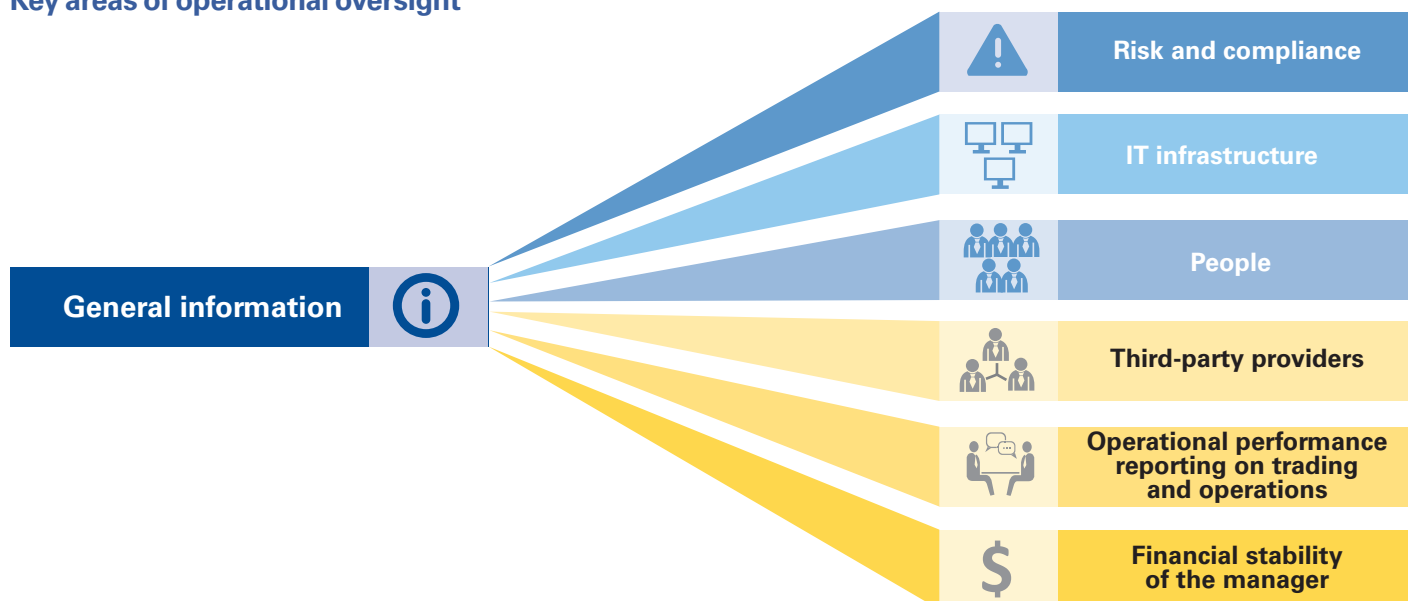 Key areas of operational oversight
Risk and compliance
IT infrastructure
People
General information
Third-party providers
Operational performance
reporting on trading
and operations
$
Financial stability
of the manager